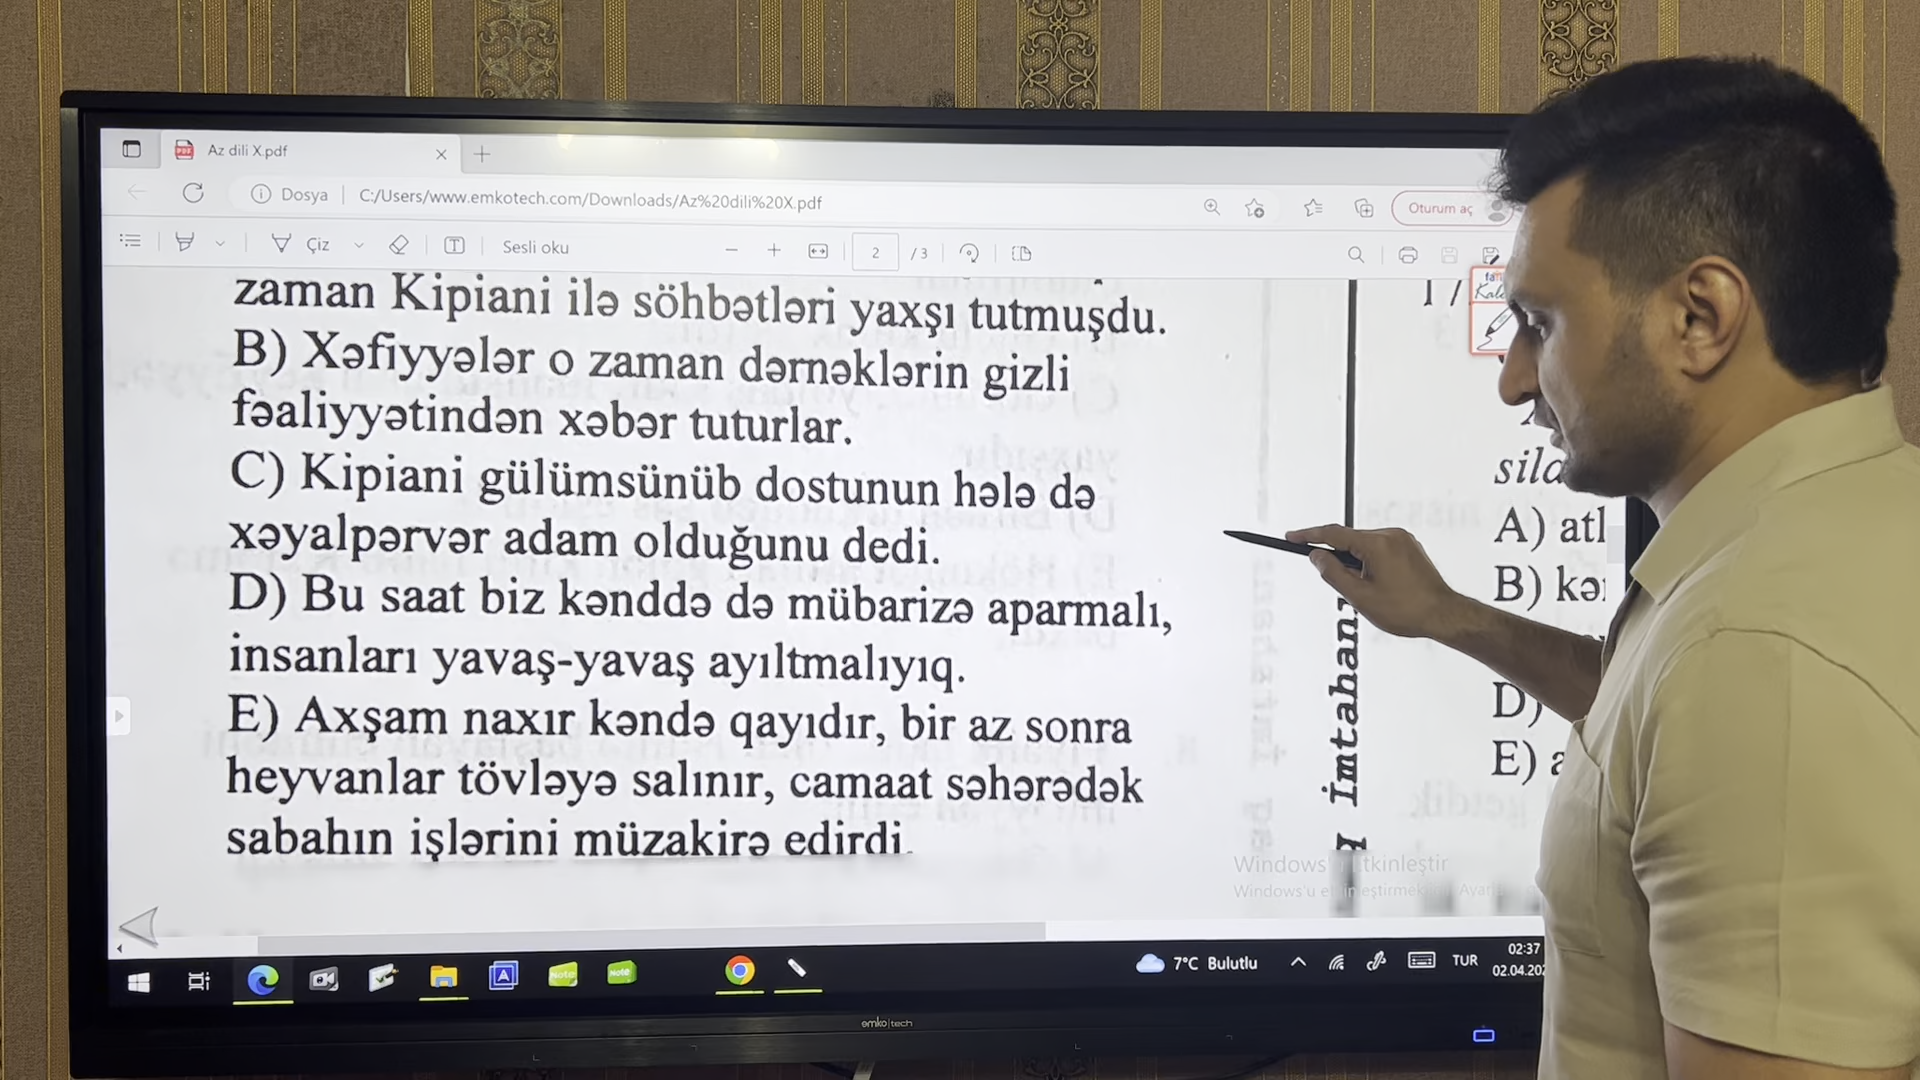 Az dili X.pdf
Dosya
C:/Users/www.emkotech.com/Downloads/Az%20dili%20X.pdf
Oturum aç
Çiz
Sesli oku
2 / 3
zaman Kipiani ilə söhbətləri yaxşı tutmuşdu.
B) Xəfiyyələr o zaman dərnəklərin gizli
fəaliyyətindən xəbər tuturlar.
C) Kipiani gülümsünüb dostunun hələ də
xəyalpərvər adam olduğunu dedi.
D) Bu saat biz kənddə də mübarizə aparmalı,
insanları yavaş-yavaş ayıltmalıyıq.
E) Axşam naxır kəndə qayıdır, bir az sonra
heyvanlar tövləyə salınır, camaat səhərədək
sabahın işlərini müzakirə edirdi.
İmtahan
A) atl
B) kə
D)
E) a
7°C Bulutlu
TUR
02:37
emko|tech